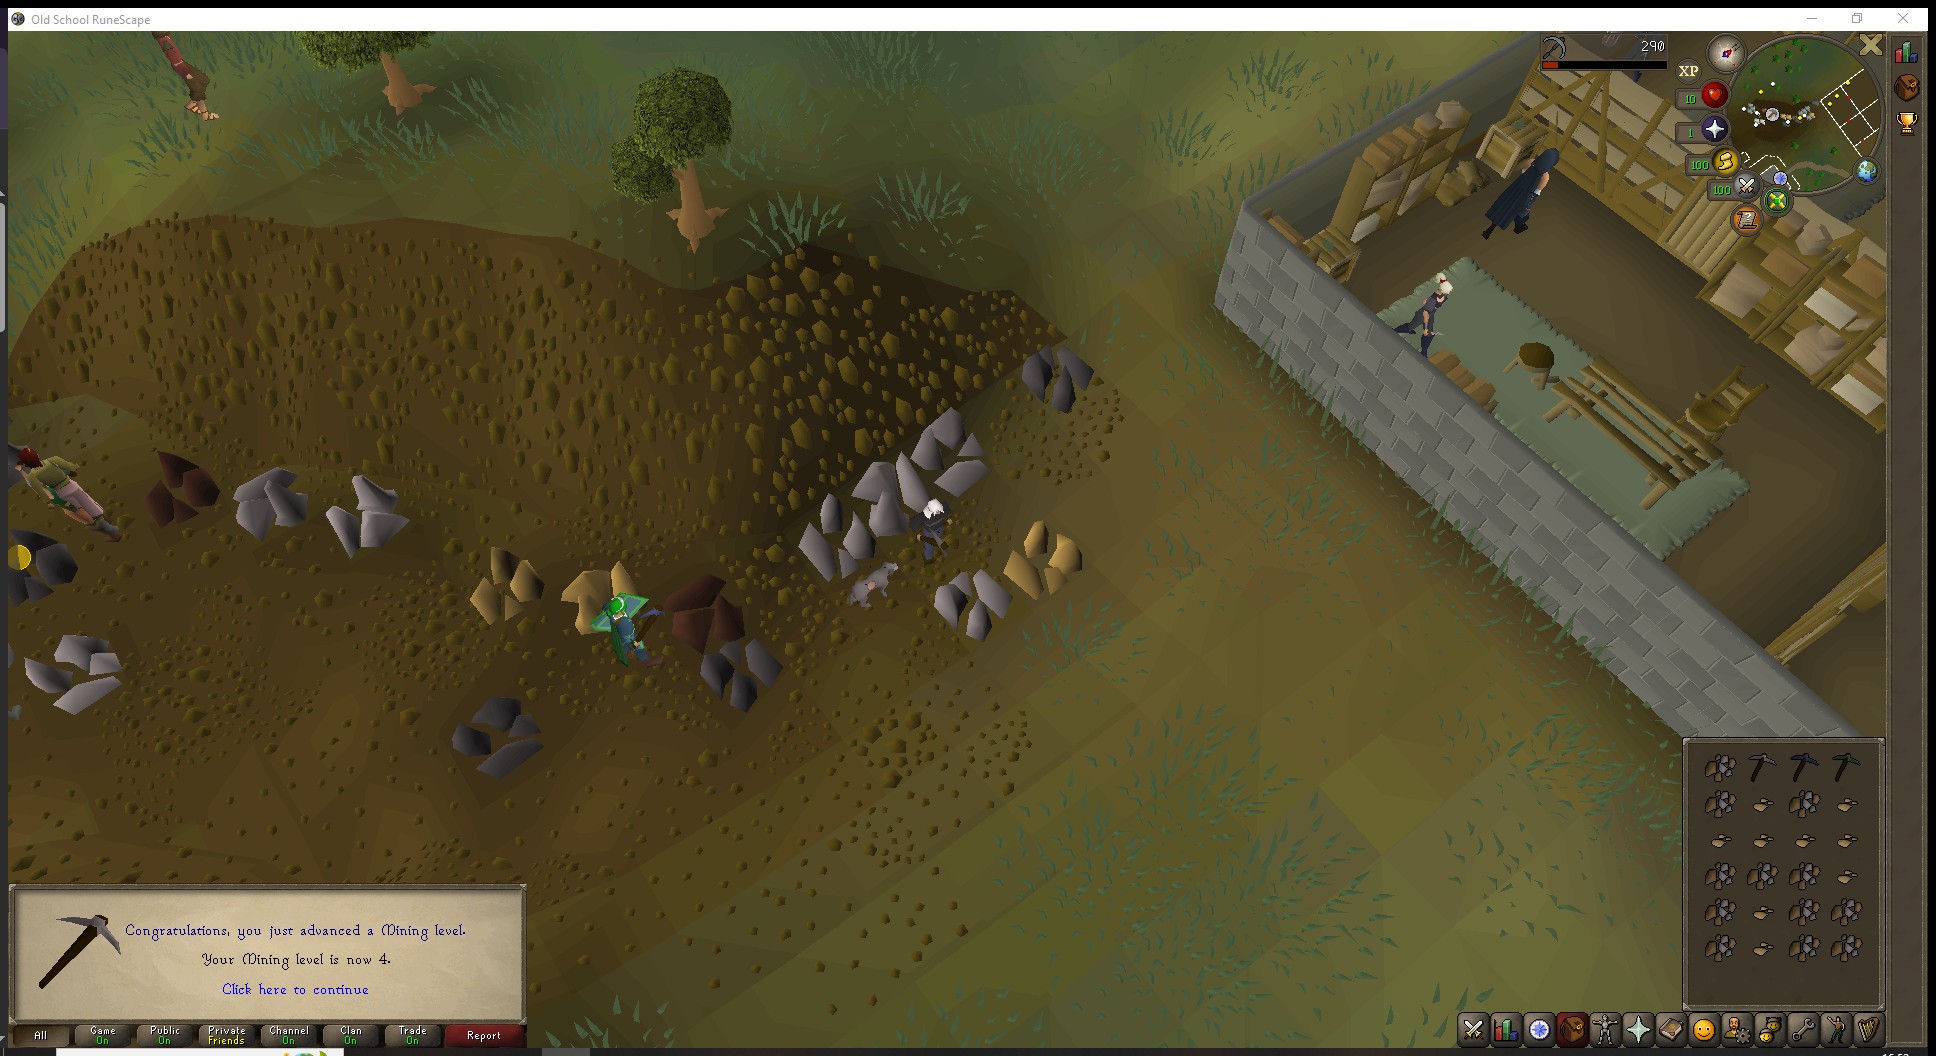 Old School RuneScape
290
XP
10
1
100
100
Congratulations, you just advanced a Mining level.
Your Mining level is now 4.
Click here to continue
All
Game
On
Public
On
Private
Friends
Channel
On
Clan
On
Trade
On
Report